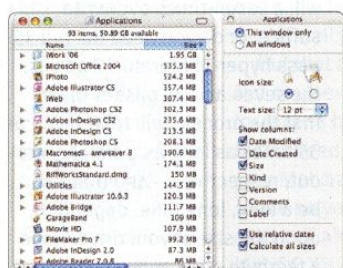 Applications
93 items, 50.89 GB available
Name Size
iWork '06 1.95 GB
Microsoft Office 2004 535.5 MB
iPhoto 524.2 MB
Adobe Illustrator CS 357.4 MB
iWeb 307.4 MB
Adobe Photoshop CS2 302.3 MB
Adobe InDesign CS2 235.6 MB
Adobe InDesign CS 213.5 MB
Adobe Photoshop CS 208.1 MB
Macromedi... amweaver 8 190.6 MB
Mathematica 4.1 174.1 MB
RiffWorksStandard.dmg 150 MB
Utilities 144.5 MB
Adobe Illustrator 10.0.3 120.5 MB
Adobe Bridge 111.7 MB
GarageBand 109 MB
iMovie HD 107.9 MB
FileMaker Pro 7 99.2 MB
Adobe InDesign 2.0 87.3 MB
Adobe Reader 7.0.8 86 MB
Applications
This window only
All windows
Icon size:
Text size: 12 pt
Show columns:
Date Modified
Date Created
Size
Kind
Version
Comments
Label
Use relative dates
Calculate all sizes